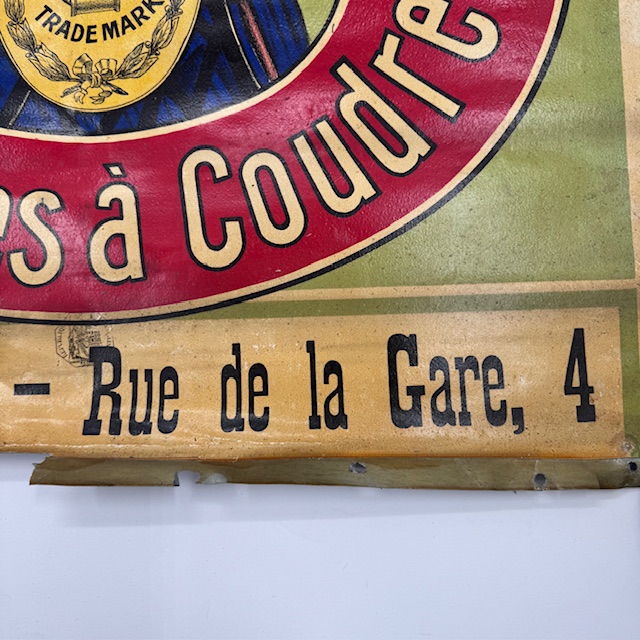 TRADE MARK
es à Coudre
– Rue de la Gare, 4